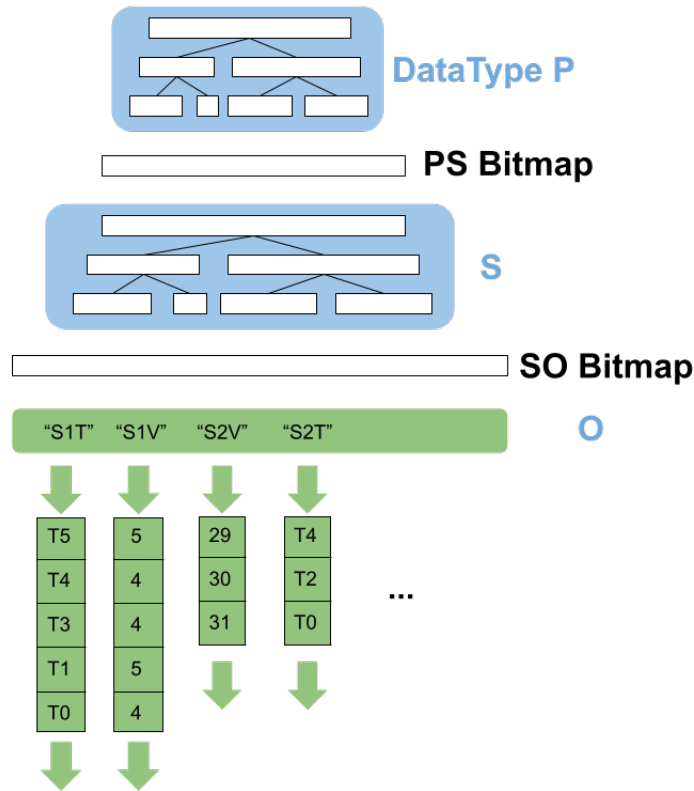 DataType P
PS Bitmap
S
SO Bitmap
“S1T” “S1V” “S2V” “S2T”
O
T5 5 29 T4
T4 4 30 T2
T3 4 31 T0
...
T1 5
T0 4